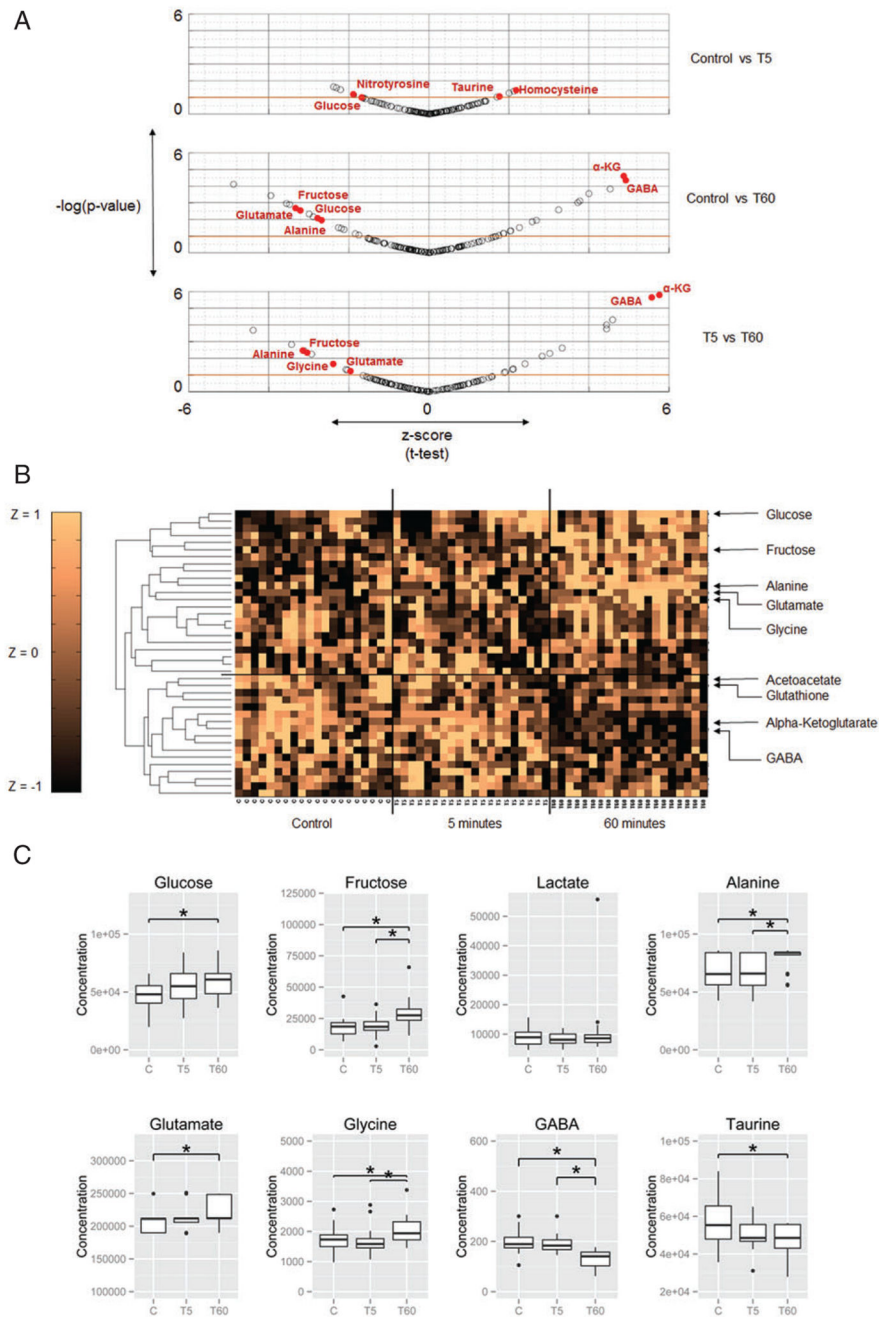 A
6
0
Nitrotyrosine
Glucose
Taurine
Homocysteine
Control vs T5
-log(p-value)
6
0
Fructose
Glutamate
Glucose
Alanine
α-KG
GABA
Control vs T60
6
0
Fructose
Alanine
Glycine
Glutamate
GABA
α-KG
T5 vs T60
-6
0
6
z-score
(t-test)
B
Z = 1
Z = 0
Z = -1
Glucose
Fructose
Alanine
Glutamate
Glycine
Acetoacetate
Glutathione
Alpha-Ketoglutarate
GABA
Control
5 minutes
60 minutes
C
Glucose
Concentration
1e+05
5e+04
0e+00
*
C T5 T60
Fructose
Concentration
125000
100000
75000
50000
25000
0
*
*
C T5 T60
Lactate
Concentration
50000
40000
30000
20000
10000
C T5 T60
Alanine
Concentration
1e+05
5e+04
0e+00
*
*
C T5 T60
Glutamate
Concentration
300000
250000
200000
150000
100000
*
C T5 T60
Glycine
Concentration
5000
4000
3000
2000
1000
0
*
*
C T5 T60
GABA
Concentration
600
400
200
0
*
*
C T5 T60
Taurine
Concentration
1e+05
8e+04
6e+04
4e+04
2e+04
*
C T5 T60